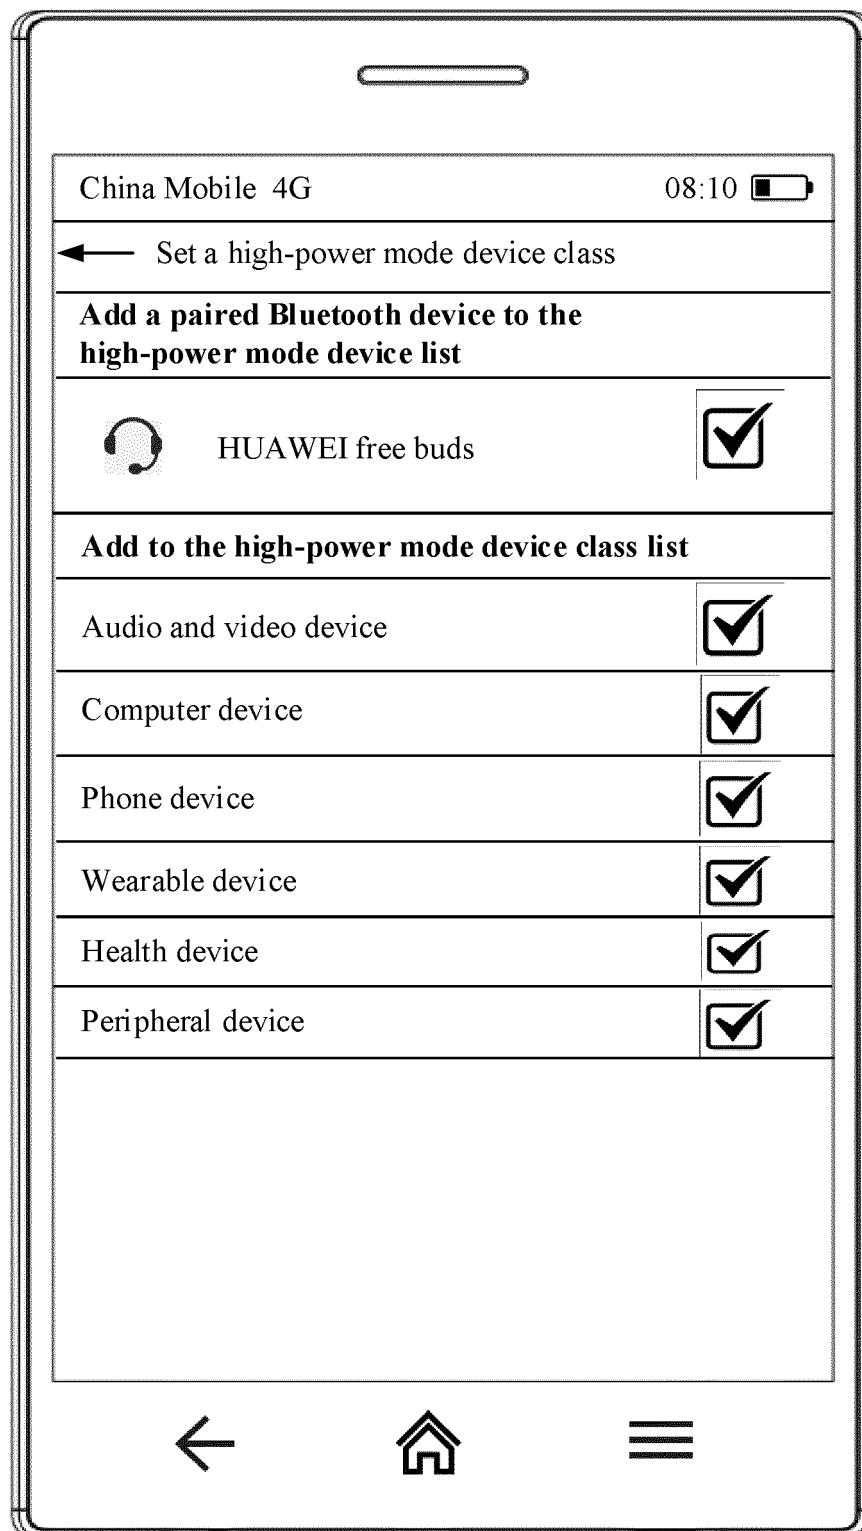 China Mobile 4G 08:10
Set a high-power mode device class
Add a paired Bluetooth device to the
high-power mode device list
HUAWEI free buds
Add to the high-power mode device class list
Audio and video device
Computer device
Phone device
Wearable device
Health device
Peripheral device